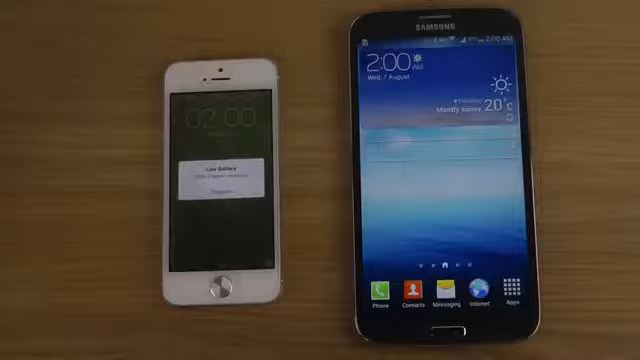 SAMSUNG
2:00 AM
2:00 AM
Wed, 7 August
Mostly sunny 20°
Phone
Contacts
Messaging
Internet
Apps
02 00
Low Battery